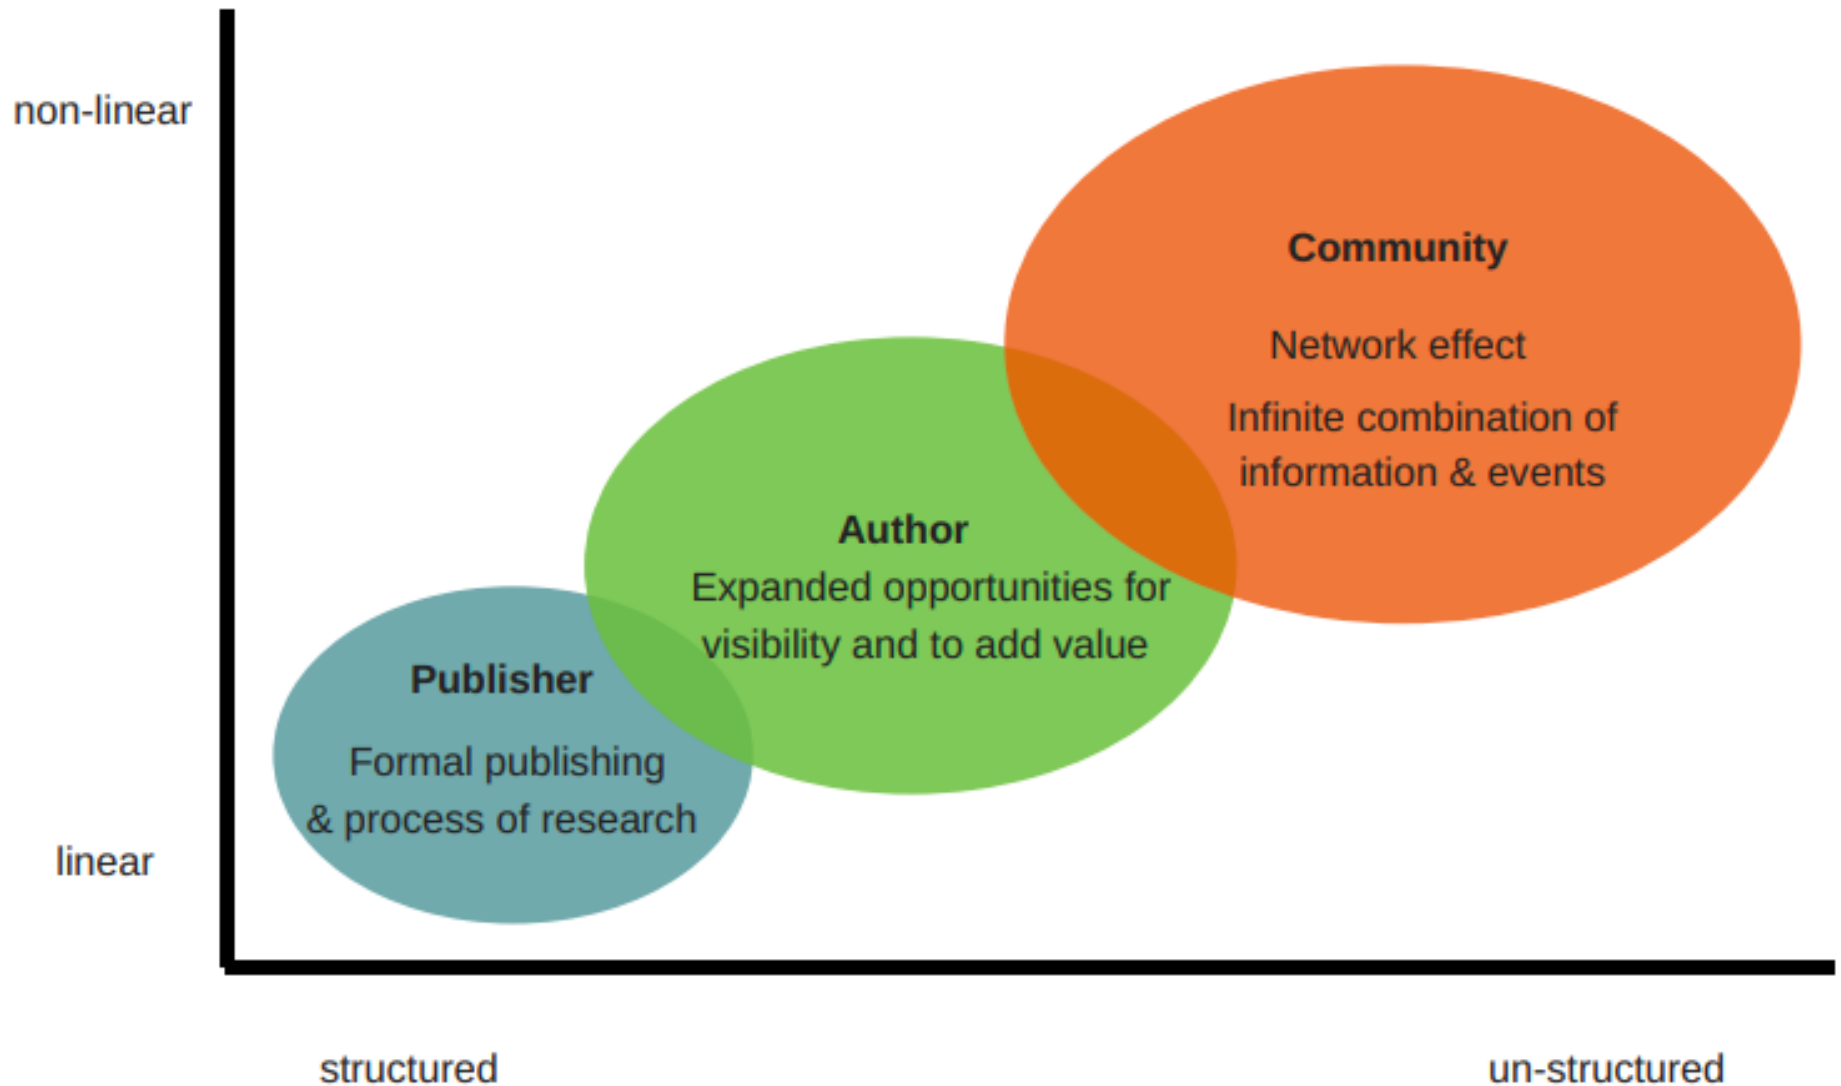 non-linear
Community
Network effect
Infinite combination of
information & events
Author
Expanded opportunities for
visibility and to add value
Publisher
Formal publishing
& process of research
linear
structured
un-structured